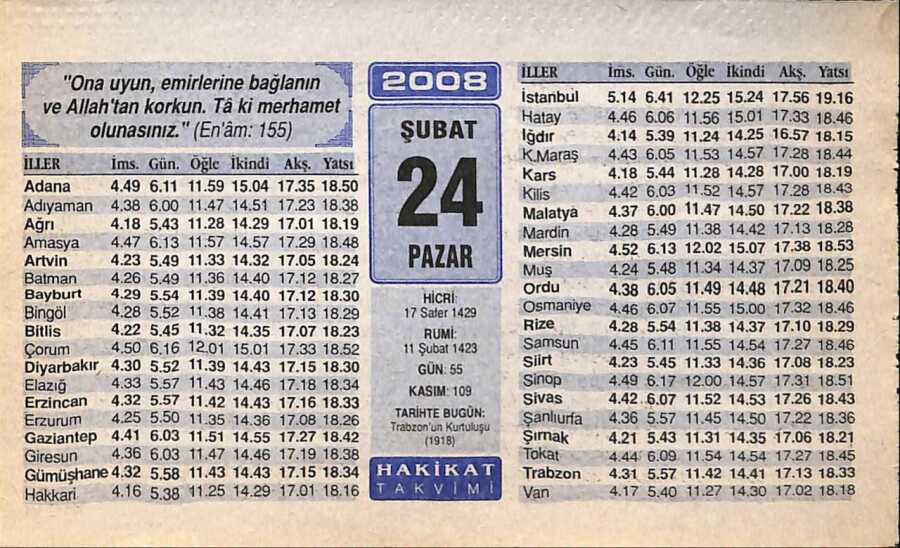 "Ona uyun, emirlerine bağlanın
ve Allah'tan korkun. Tâ ki merhamet
olunasınız." (En'âm: 155)
İLLER İms. Gün. Öğle İkindi Akş. Yatsı
Adana 4.49 6.11 11.59 15.04 17.35 18.50
Adıyaman 4.38 6.00 11.47 14.51 17.23 18.38
Ağrı 4.18 5.43 11.28 14.29 17.01 18.19
Amasya 4.47 6.13 11.57 14.57 17.29 18.48
Artvin 4.23 5.49 11.33 14.32 17.05 18.24
Batman 4.26 5.49 11.36 14.40 17.12 18.27
Bayburt 4.29 5.54 11.39 14.40 17.12 18.30
Bingöl 4.28 5.52 11.38 14.41 17.13 18.29
Bitlis 4.22 5.45 11.32 14.35 17.07 18.23
Çorum 4.50 6.16 12.01 15.01 17.33 18.52
Diyarbakır 4.30 5.52 11.39 14.43 17.15 18.30
Elazığ 4.33 5.57 11.43 14.46 17.18 18.34
Erzincan 4.32 5.57 11.42 14.43 17.16 18.33
Erzurum 4.25 5.50 11.35 14.36 17.08 18.26
Gaziantep 4.41 6.03 11.51 14.55 17.27 18.42
Giresun 4.36 6.03 11.47 14.46 17.19 18.38
Gümüşhane 4.32 5.58 11.43 14.43 17.15 18.34
Hakkari 4.16 5.38 11.25 14.29 17.01 18.16
2008
ŞUBAT
24
PAZAR
HİCRİ:
17 Safer 1429
RUMİ:
11 Şubat 1423
GÜN: 55
KASIM: 109
TARİHTE BUGÜN:
Trabzon'un Kurtuluşu
(1918)
HAKİKAT
TAKVİMİ
İLLER İms. Gün. Öğle İkindi Akş. Yatsı
İstanbul 5.14 6.41 12.25 15.24 17.56 19.16
Hatay 4.46 6.06 11.56 15.01 17.33 18.46
Iğdır 4.14 5.39 11.24 14.25 16.57 18.15
K.Maraş 4.43 6.05 11.53 14.57 17.28 18.44
Kars 4.18 5.44 11.28 14.28 17.00 18.19
Kilis 4.42 6.03 11.52 14.57 17.28 18.43
Malatya 4.37 6.00 11.47 14.50 17.22 18.38
Mardin 4.28 5.49 11.38 14.42 17.13 18.28
Mersin 4.52 6.13 12.02 15.07 17.38 18.53
Muş 4.24 5.48 11.34 14.37 17.09 18.25
Ordu 4.38 6.05 11.49 14.48 17.21 18.40
Osmaniye 4.46 6.07 11.55 15.00 17.32 18.46
Rize 4.28 5.54 11.38 14.37 17.10 18.29
Samsun 4.45 6.11 11.55 14.54 17.27 18.46
Siirt 4.23 5.45 11.33 14.36 17.08 18.23
Sinop 4.49 6.17 12.00 14.57 17.31 18.51
Sivas 4.42 6.07 11.52 14.53 17.26 18.43
Şanlıurfa 4.36 5.57 11.45 14.50 17.22 18.36
Şırnak 4.21 5.43 11.31 14.35 17.06 18.21
Tokat 4.44 6.09 11.54 14.54 17.27 18.45
Trabzon 4.31 5.57 11.42 14.41 17.13 18.33
Van 4.17 5.40 11.27 14.30 17.02 18.18